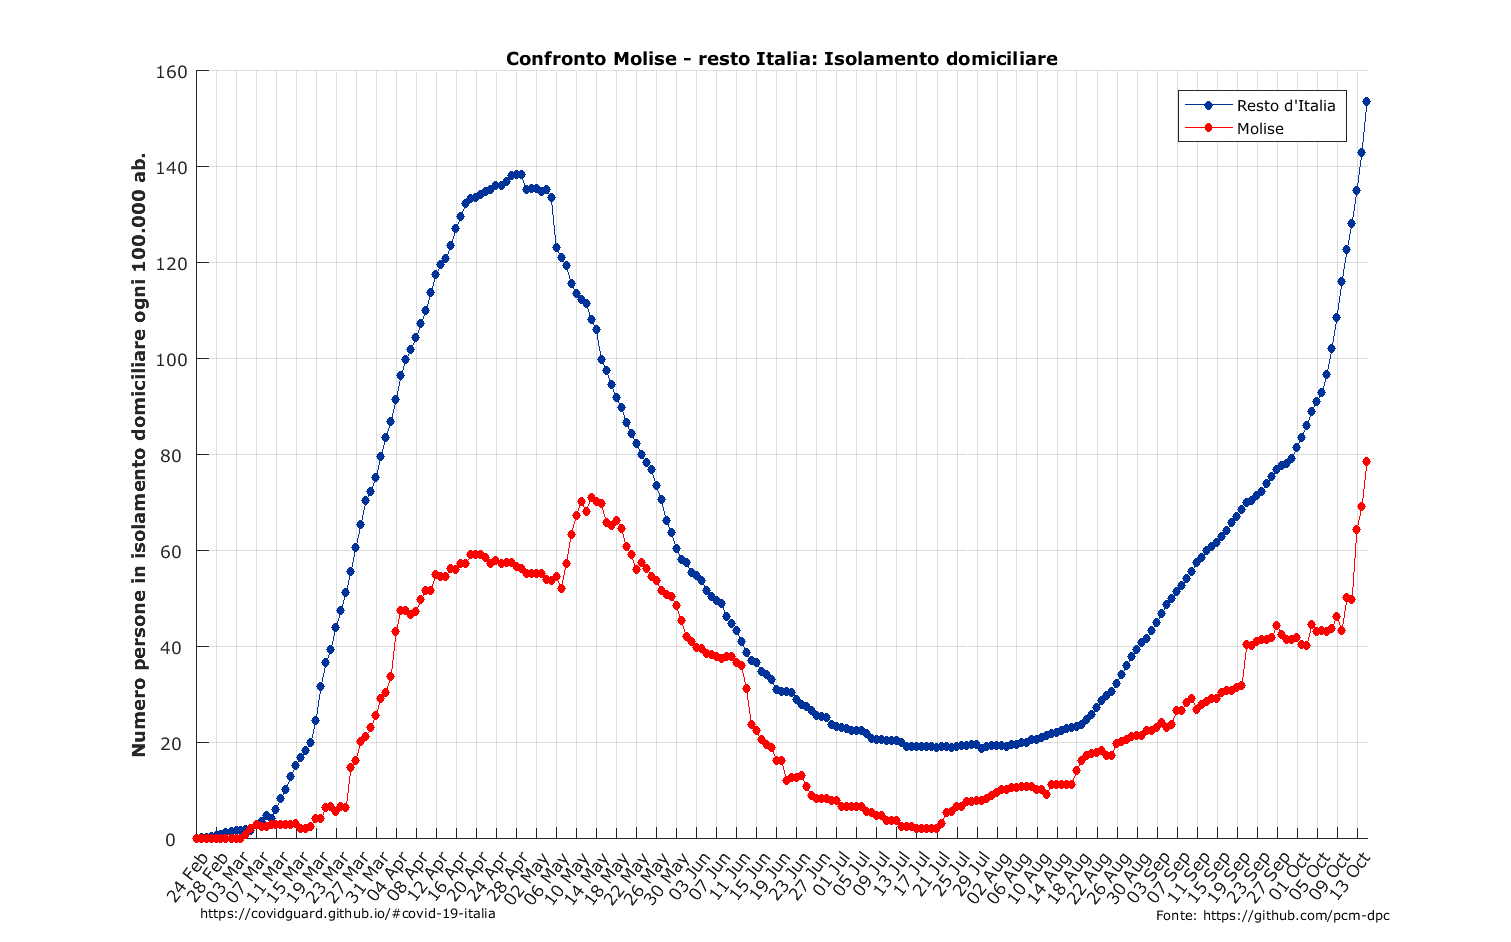 Confronto Molise - resto Italia: Isolamento domiciliare
Resto d'Italia
Molise
Numero persone in isolamento domiciliare ogni 100.000 ab.
160
140
120
100
80
60
40
20
0
24 Feb
28 Feb
03 Mar
07 Mar
11 Mar
15 Mar
19 Mar
23 Mar
27 Mar
31 Mar
04 Apr
08 Apr
12 Apr
16 Apr
20 Apr
24 Apr
28 Apr
02 May
06 May
10 May
14 May
18 May
22 May
26 May
30 May
03 Jun
07 Jun
11 Jun
15 Jun
19 Jun
23 Jun
27 Jun
01 Jul
05 Jul
09 Jul
13 Jul
17 Jul
21 Jul
25 Jul
29 Jul
02 Aug
06 Aug
10 Aug
14 Aug
18 Aug
22 Aug
26 Aug
30 Aug
03 Sep
07 Sep
11 Sep
15 Sep
19 Sep
23 Sep
27 Sep
01 Oct
05 Oct
09 Oct
13 Oct
https://covidguard.github.io/#covid-19-italia
Fonte: https://github.com/pcm-dpc